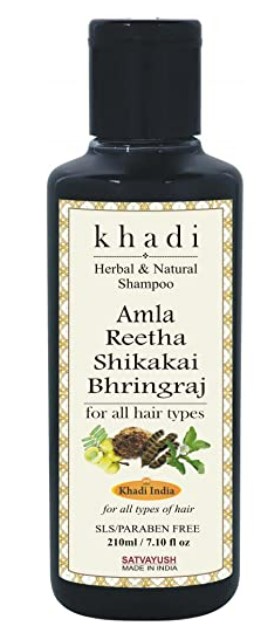 khadi
Herbal & Natural
Shampoo
Amla
Reetha
Shikakai
Bhringraj
for all hair types
Khadi India
for all types of hair
SLS/PARABEN FREE
210ml / 7.10 fl oz
SATVAYUSH
MADE IN INDIA